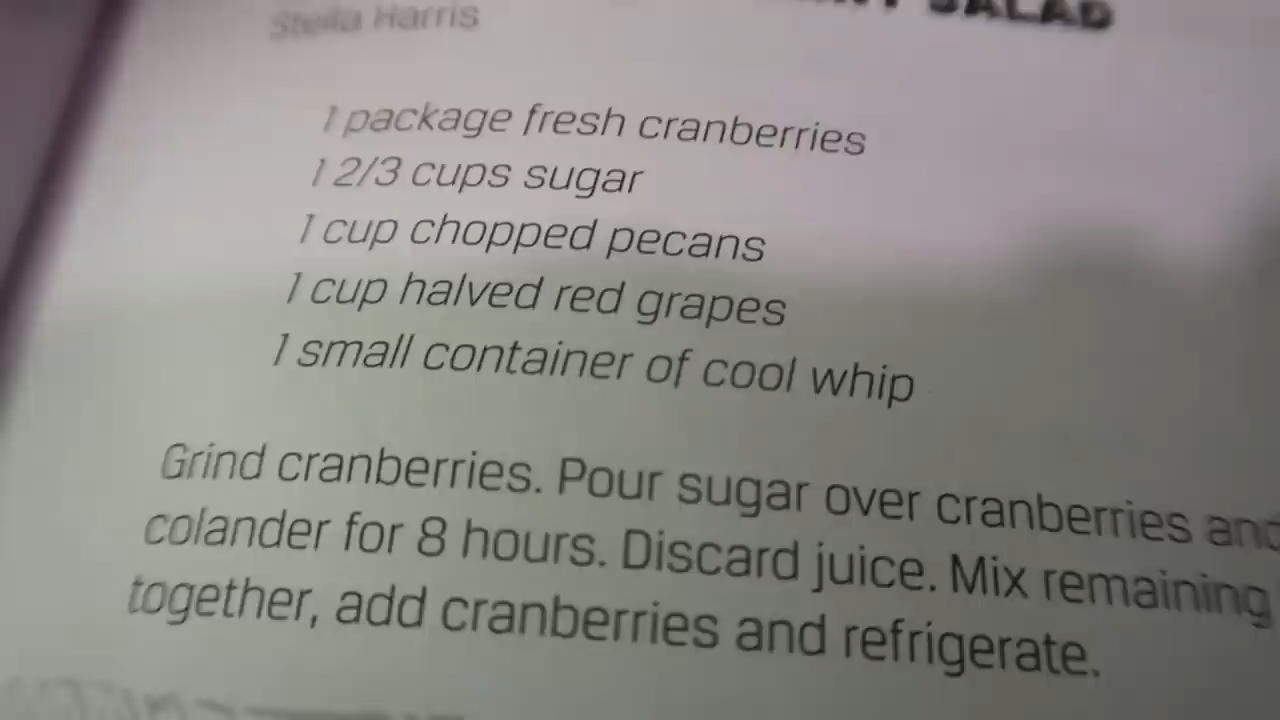 SALAD
Stella Harris
1 package fresh cranberries
1 2/3 cups sugar
1 cup chopped pecans
1 cup halved red grapes
1 small container of cool whip
Grind cranberries. Pour sugar over cranberries and
colander for 8 hours. Discard juice. Mix remaining
together, add cranberries and refrigerate.